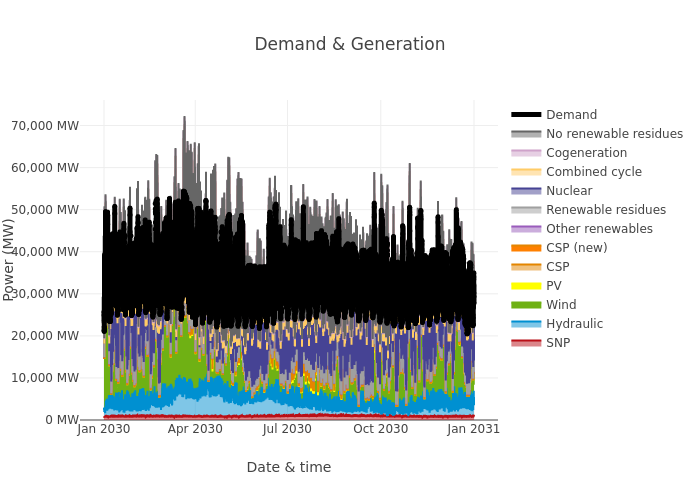 Demand & Generation
70,000 MW
60,000 MW
50,000 MW
40,000 MW
30,000 MW
20,000 MW
10,000 MW
0 MW
Power (MW)
Jan 2030
Apr 2030
Jul 2030
Oct 2030
Jan 2031
Date & time
Demand
No renewable residues
Cogeneration
Combined cycle
Nuclear
Renewable residues
Other renewables
CSP (new)
CSP
PV
Wind
Hydraulic
SNP